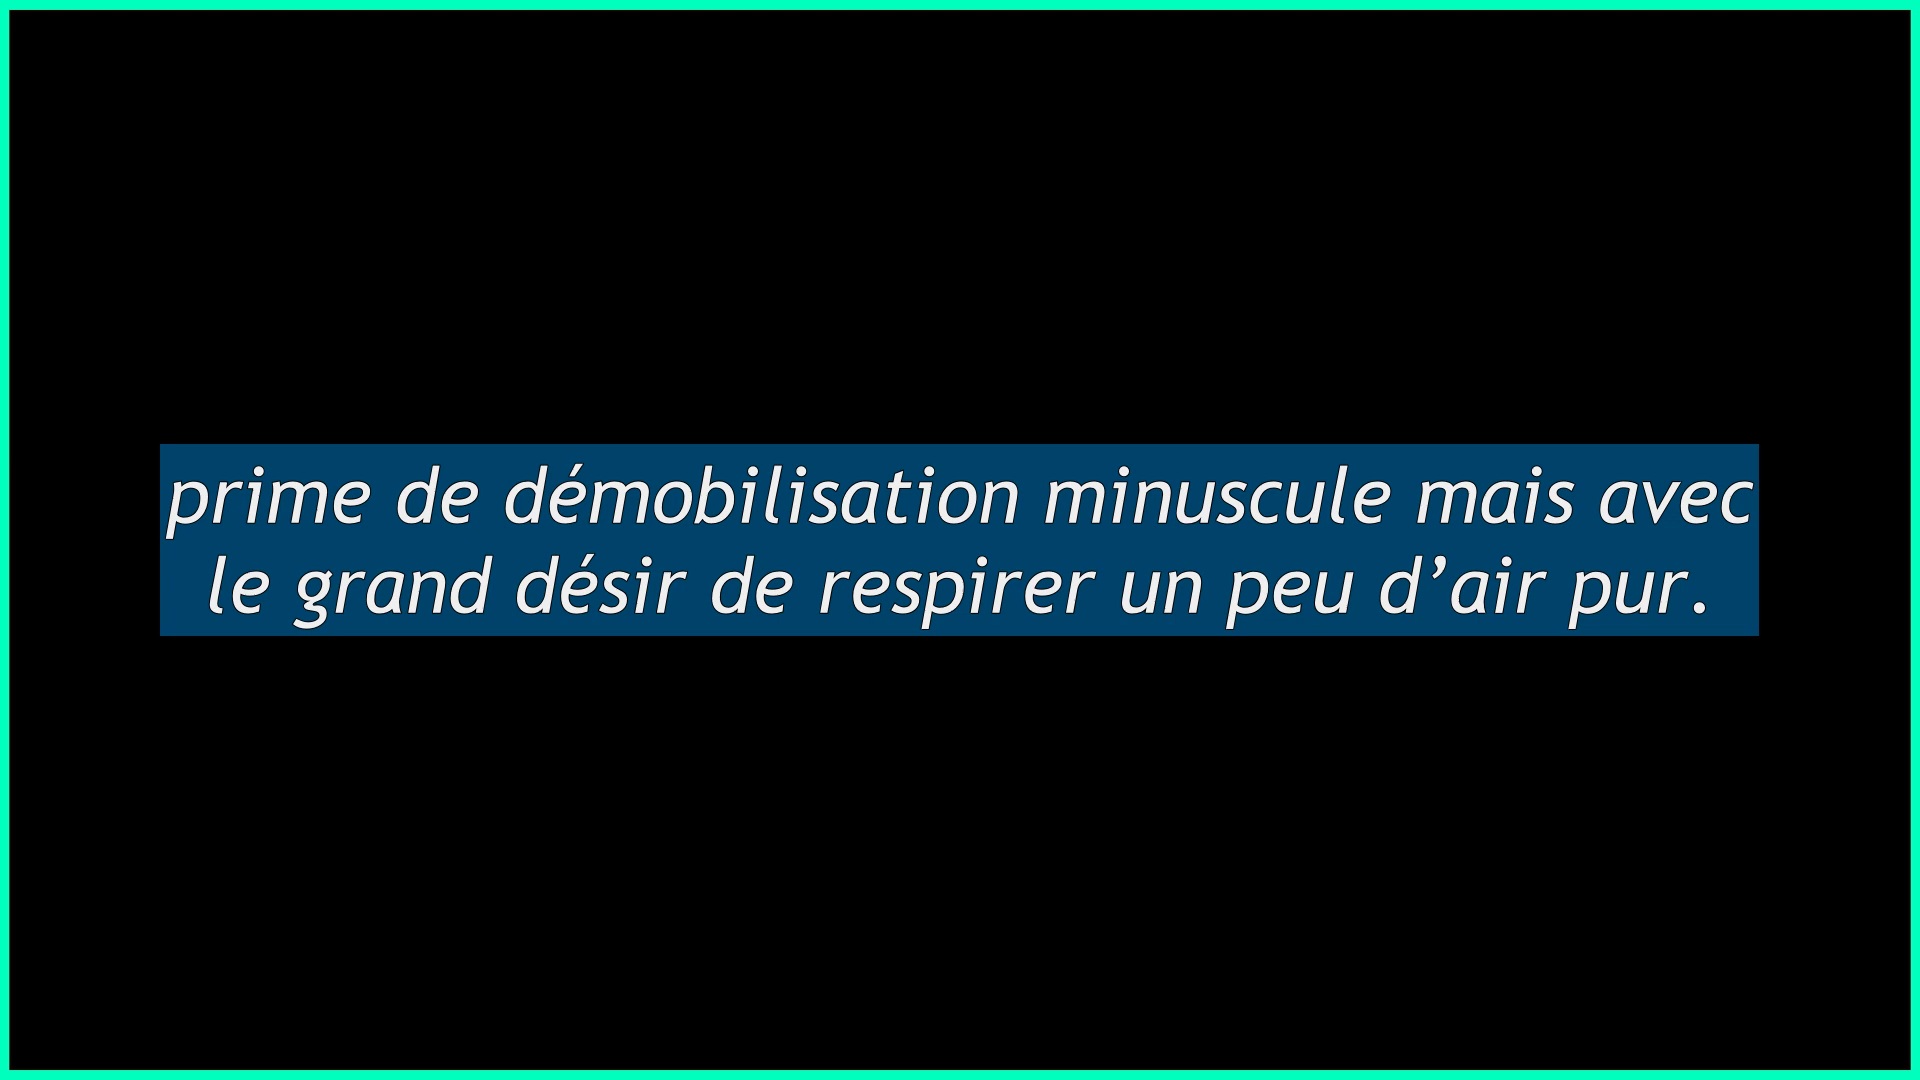 prime de démobilisation minuscule mais avec
le grand désir de respirer un peu d’air pur.